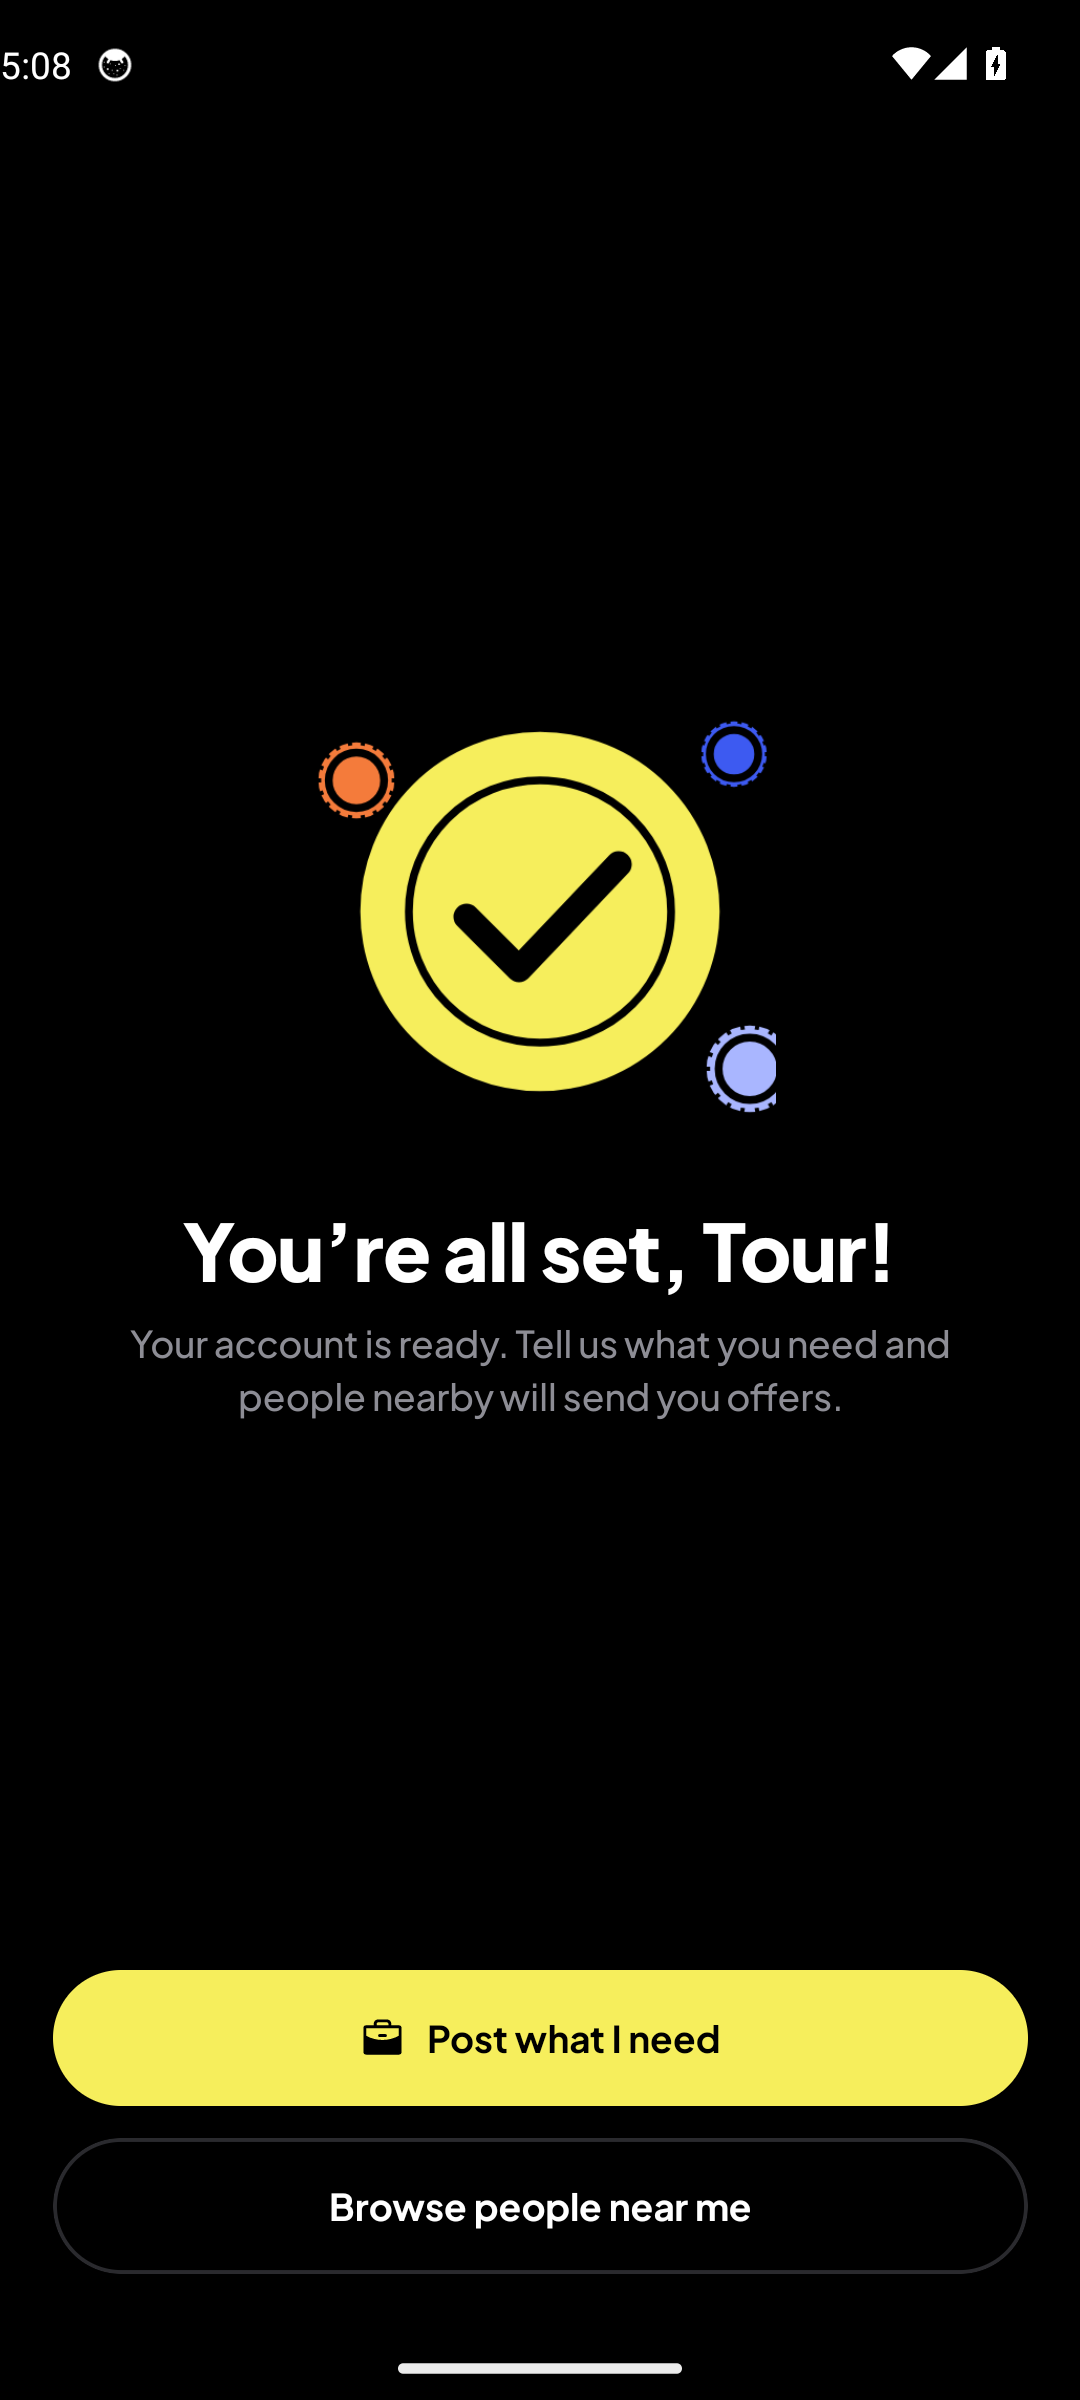 5:08
You’re all set, Tour!
Your account is ready. Tell us what you need and
people nearby will send you offers.
Post what I need
Browse people near me